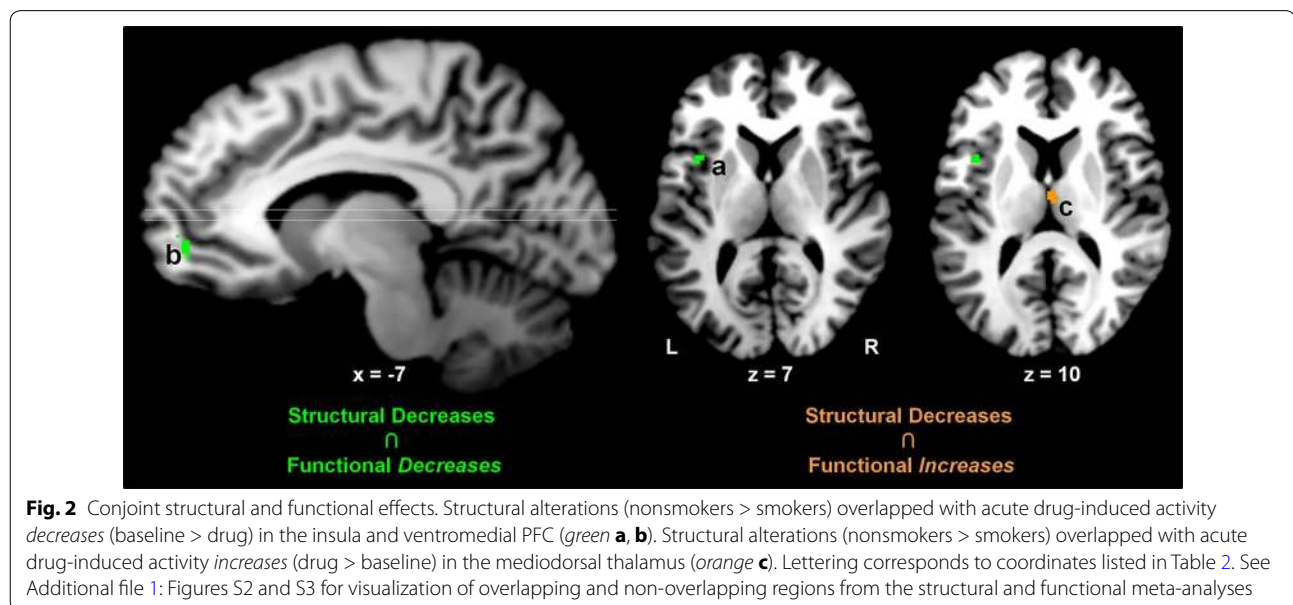 b
a
c
L
R
x = -7
z = 7
z = 10
Structural Decreases
∩
Functional Decreases
Structural Decreases
∩
Functional Increases
Fig. 2 Conjoint structural and functional effects. Structural alterations (nonsmokers > smokers) overlapped with acute drug-induced activity
decreases (baseline > drug) in the insula and ventromedial PFC (green a, b). Structural alterations (nonsmokers > smokers) overlapped with acute
drug-induced activity increases (drug > baseline) in the mediodorsal thalamus (orange c). Lettering corresponds to coordinates listed in Table 2. See
Additional file 1: Figures S2 and S3 for visualization of overlapping and non-overlapping regions from the structural and functional meta-analyses